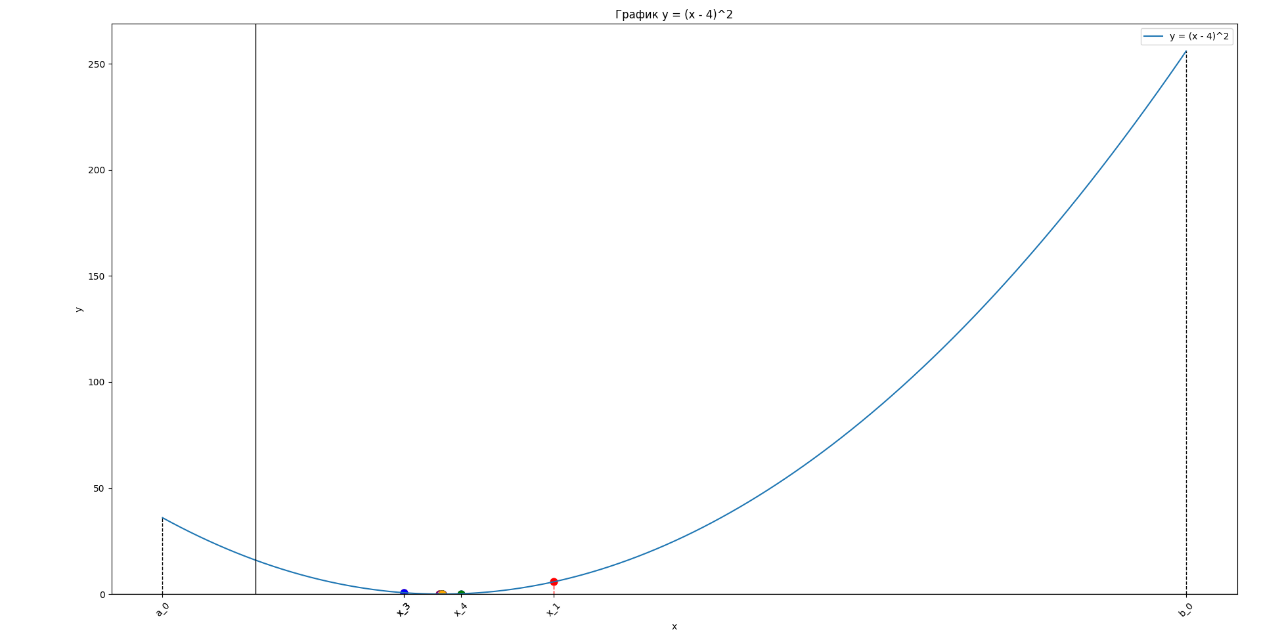 График y = (x - 4)^2
y = (x - 4)^2
250
200
150
100
50
0
y
a_0
x_3
x_4
x_1
b_0
x